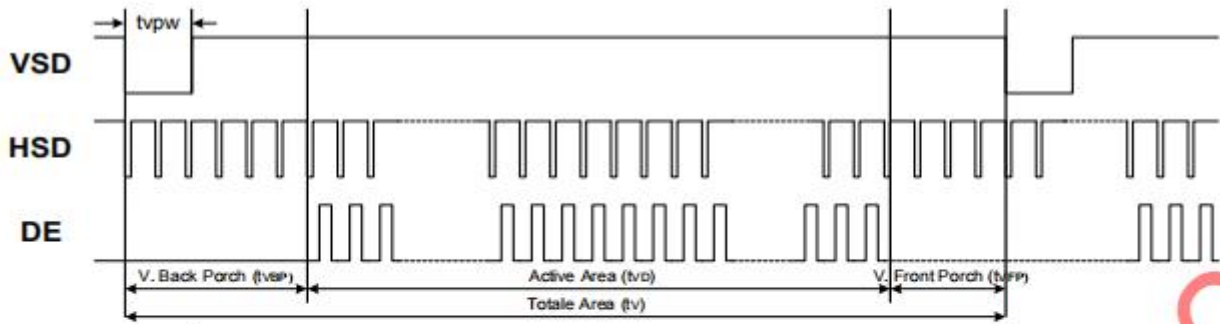 tvpw
VSD
HSD
DE
V. Back Porch (tvBP)
Active Area (tvD)
V. Front Porch (tvFP)
Totale Area (tv)